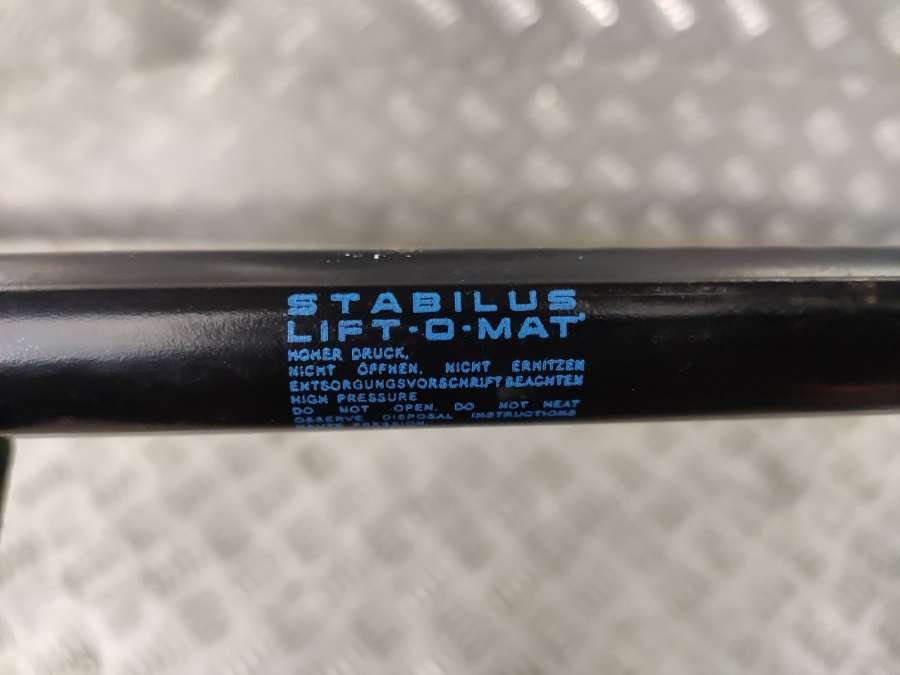 STABILUS
LIFT-O-MAT
HOHER DRUCK,
NICHT ÖFFNEN, NICHT ERHITZEN
ENTSORGUNGSVORSCHRIFT BEACHTEN
HIGH PRESSURE
DO NOT OPEN, DO NOT HEAT
OBSERVE DISPOSAL INSTRUCTIONS